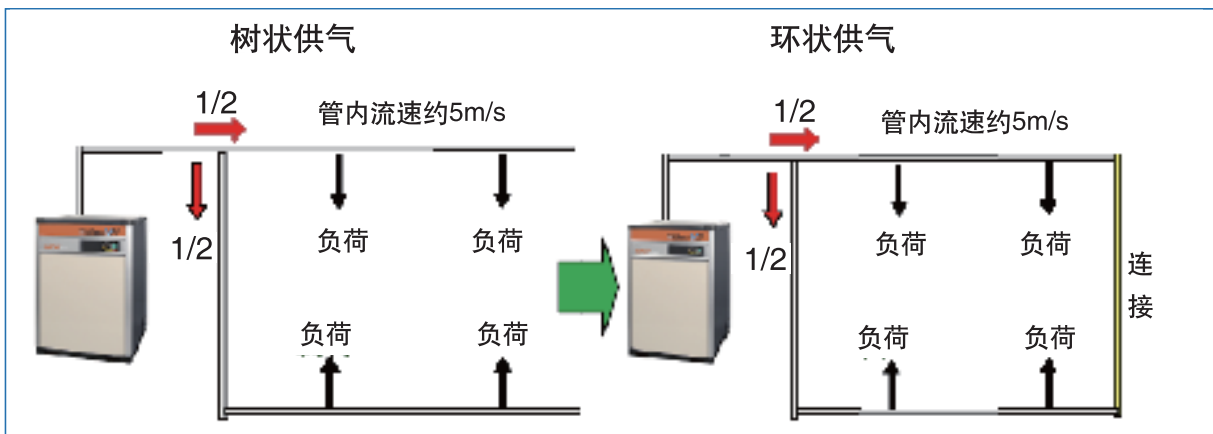 树状供气
环状供气
1/2
管内流速约5m/s
1/2
负荷
负荷
负荷
负荷
1/2
管内流速约5m/s
1/2
负荷
负荷
连
接
负荷
负荷